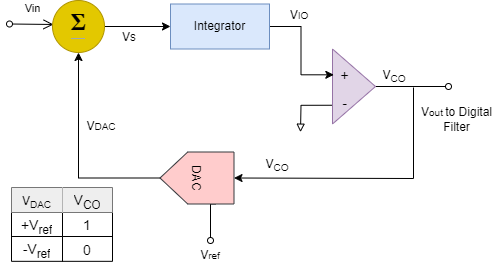 Vin
Σ
Vs
Integrator
VIO
+
-
VCO
Vout to Digital
Filter
VDAC
DAC
VCO
Vref
VDAC VCO
+Vref 1
-Vref 0